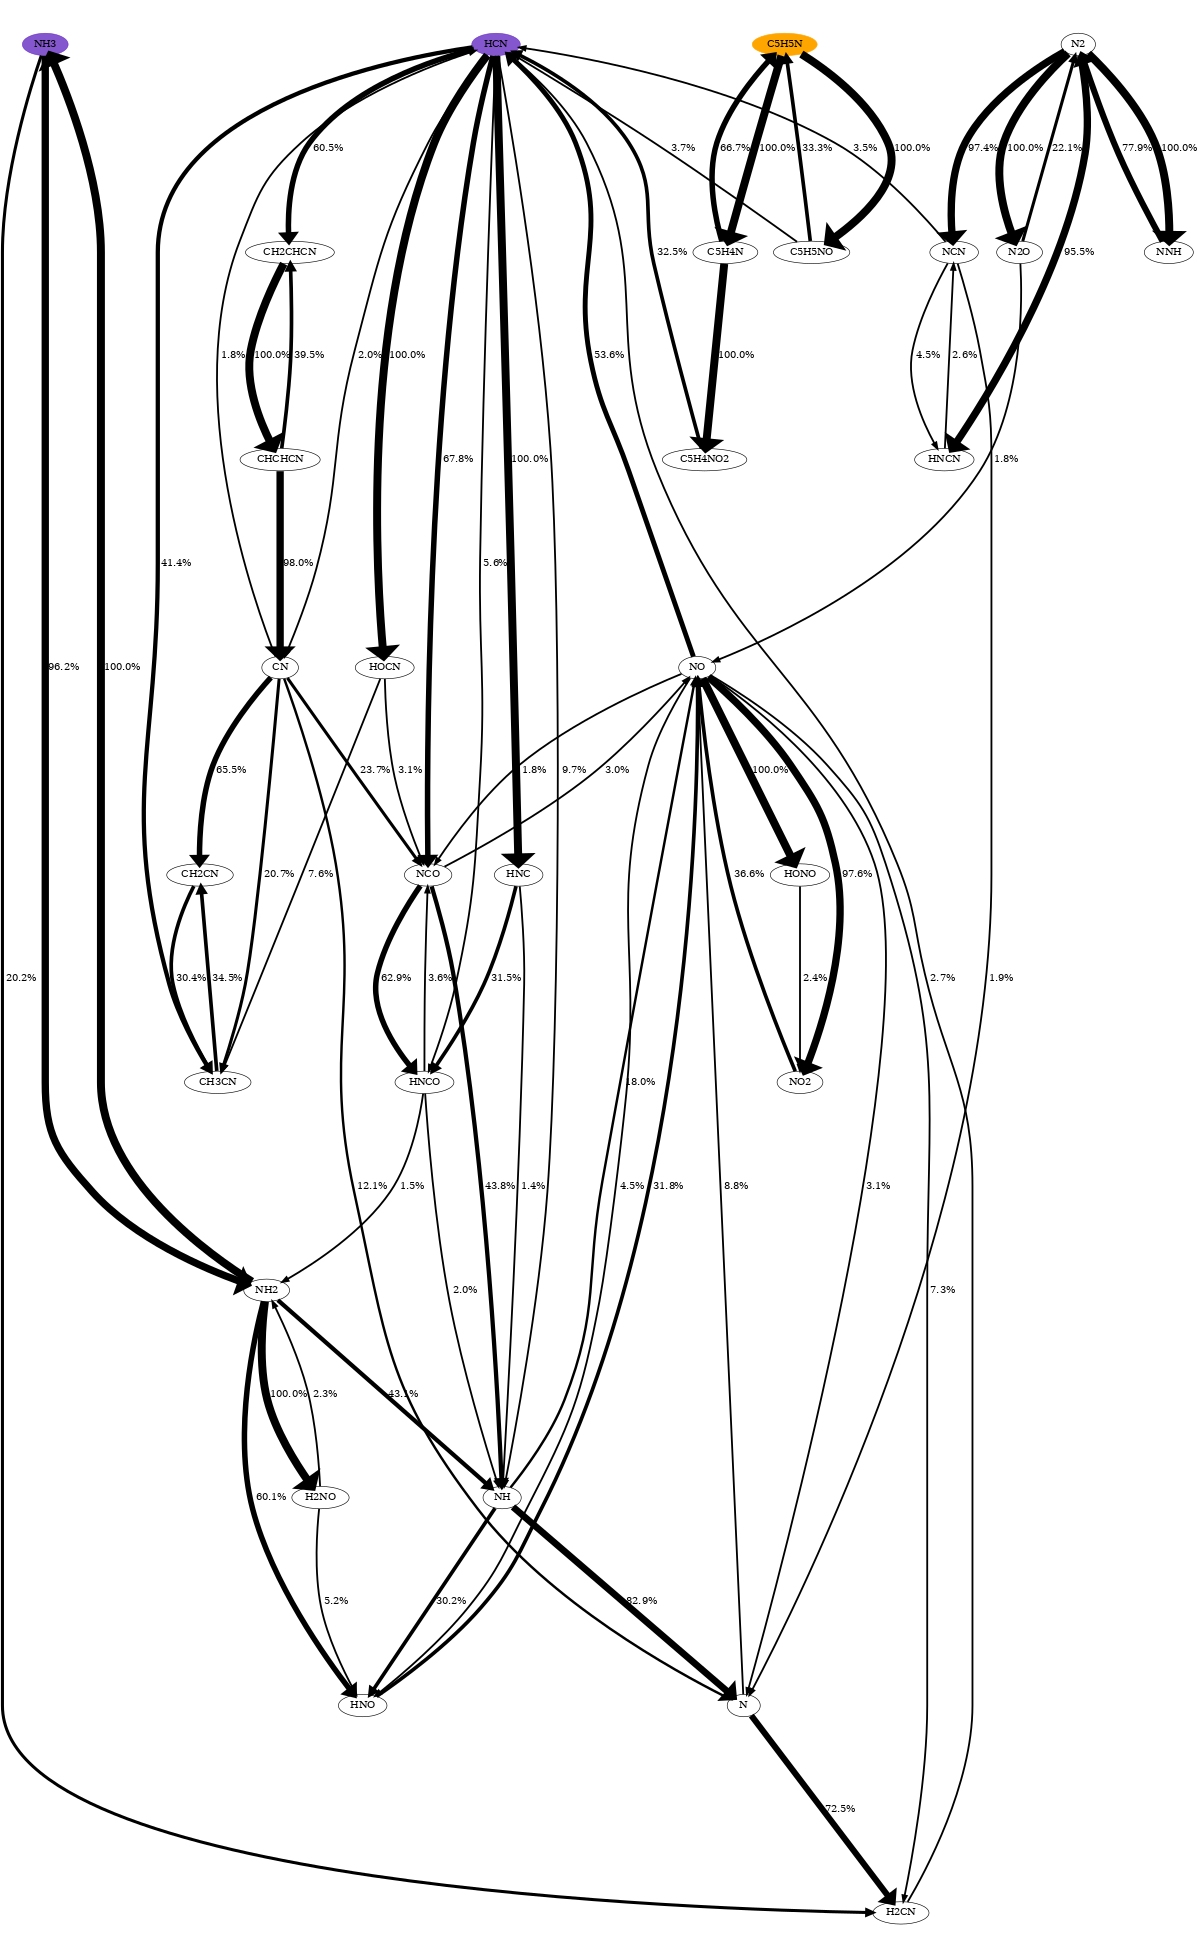 NH3
HCN
C5H5N
N2
60.5%
3.7%
66.7%
100.0%
33.3%
3.5%
100.0%
97.4%
100.0%
22.1%
77.9%
100.0%
CH2CHCN
32.5%
C5H4N
C5H5NO
NCN
N2O
95.5%
NNH
1.8%
100.0%
39.5%
2.0%
100.0%
53.6%
100.0%
4.5%
2.6%
CHCHCN
67.8%
100.0%
C5H4NO2
HNCN
1.8%
41.4%
98.0%
5.6%
96.2%
100.0%
CN
HOCN
NO
65.5%
23.7%
3.1%
1.8%
9.7%
3.0%
100.0%
CH2CN
20.7%
7.6%
NCO
HNC
36.6%
HONO
97.6%
20.2%
30.4%
34.5%
62.9%
3.6%
31.5%
2.4%
2.7%
1.9%
CH3CN
HNCO
18.0%
NO2
12.1%
1.5%
43.8%
1.4%
4.5%
31.8%
8.8%
3.1%
NH2
2.0%
7.3%
100.0%
2.3%
43.1%
60.1%
H2NO
NH
5.2%
30.2%
82.9%
HNO
N
72.5%
H2CN